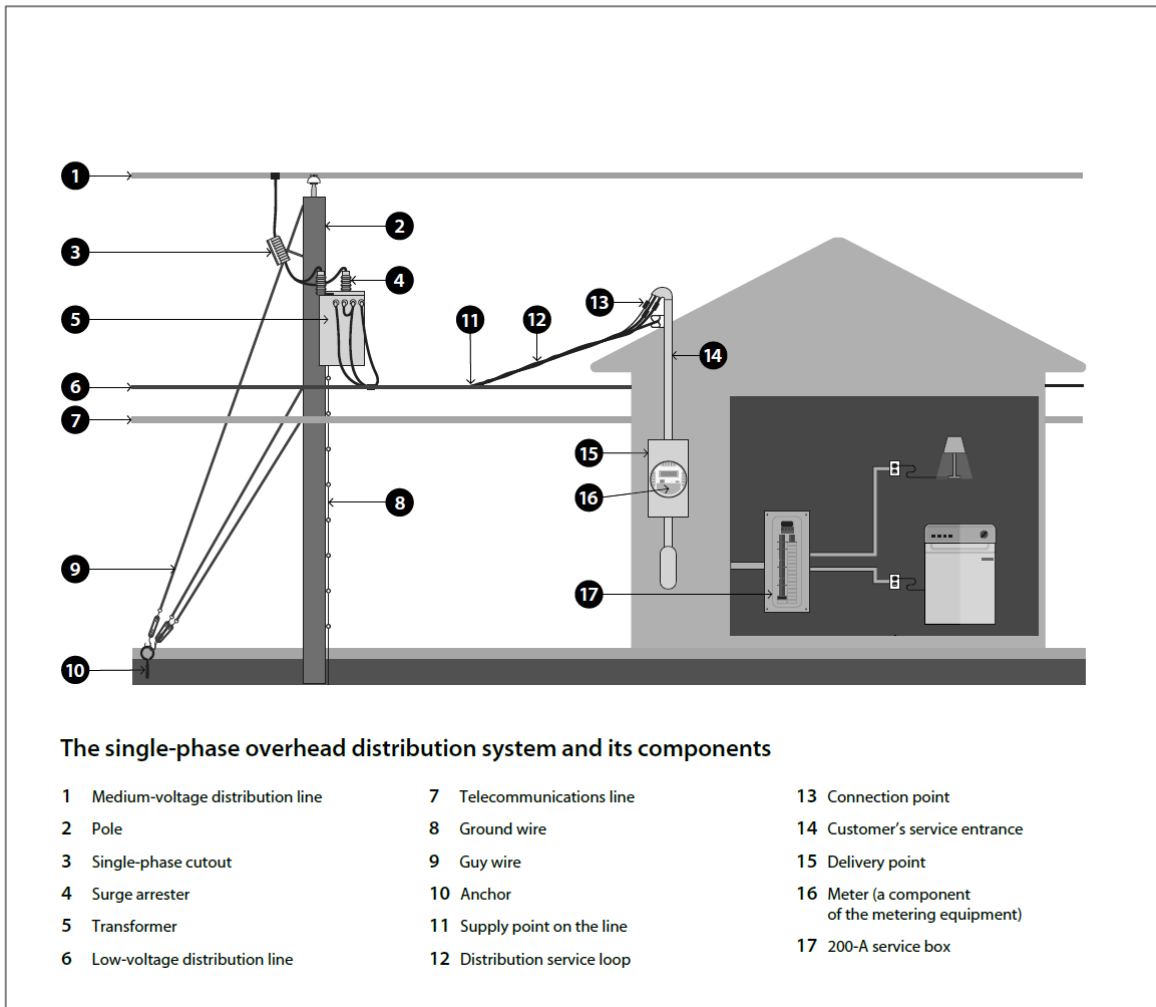 1
2
3
4
5
6
7
8
9
10
11
12
13
14
15
16
17
The single-phase overhead distribution system and its components
1 Medium-voltage distribution line
2 Pole
3 Single-phase cutout
4 Surge arrester
5 Transformer
6 Low-voltage distribution line
7 Telecommunications line
8 Ground wire
9 Guy wire
10 Anchor
11 Supply point on the line
12 Distribution service loop
13 Connection point
14 Customer's service entrance
15 Delivery point
16 Meter (a component
of the metering equipment)
17 200-A service box